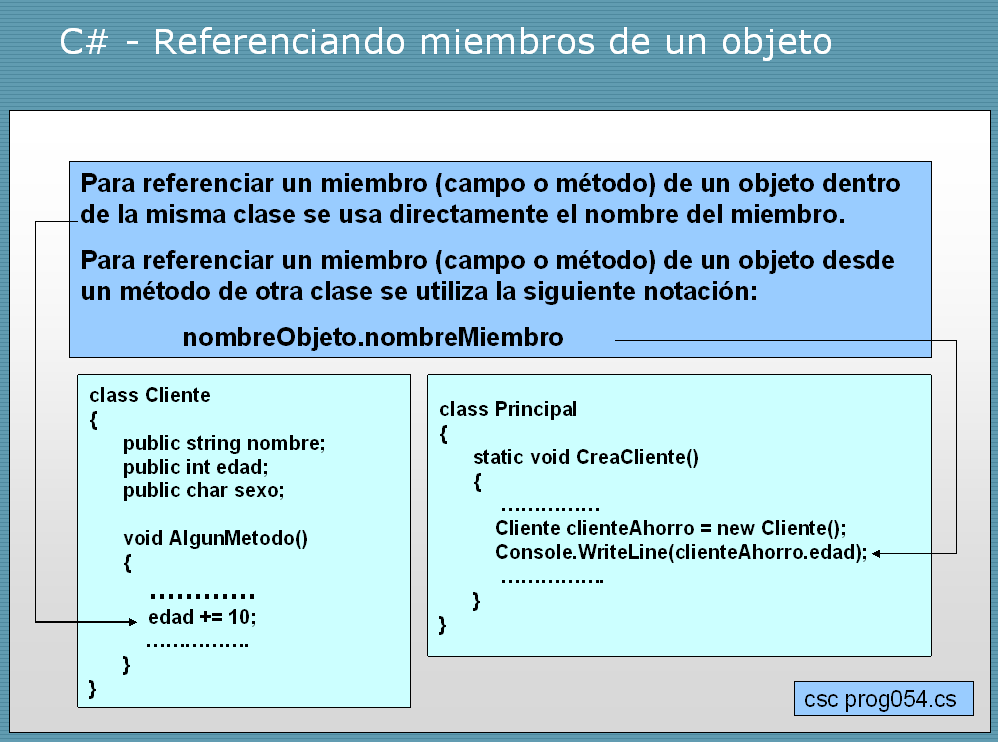 C# - Referenciando miembros de un objeto
Para referenciar un miembro (campo o método) de un objeto dentro
de la misma clase se usa directamente el nombre del miembro.
Para referenciar un miembro (campo o método) de un objeto desde
un método de otra clase se utiliza la siguiente notación:
nombreObjeto.nombreMiembro
class Cliente
{
public string nombre;
public int edad;
public char sexo;
void AlgunMetodo()
{
............
edad += 10;
................
}
}
class Principal
{
static void CreaCliente()
{
...............
Cliente clienteAhorro = new Cliente();
Console.WriteLine(clienteAhorro.edad);
................
}
}
csc prog054.cs